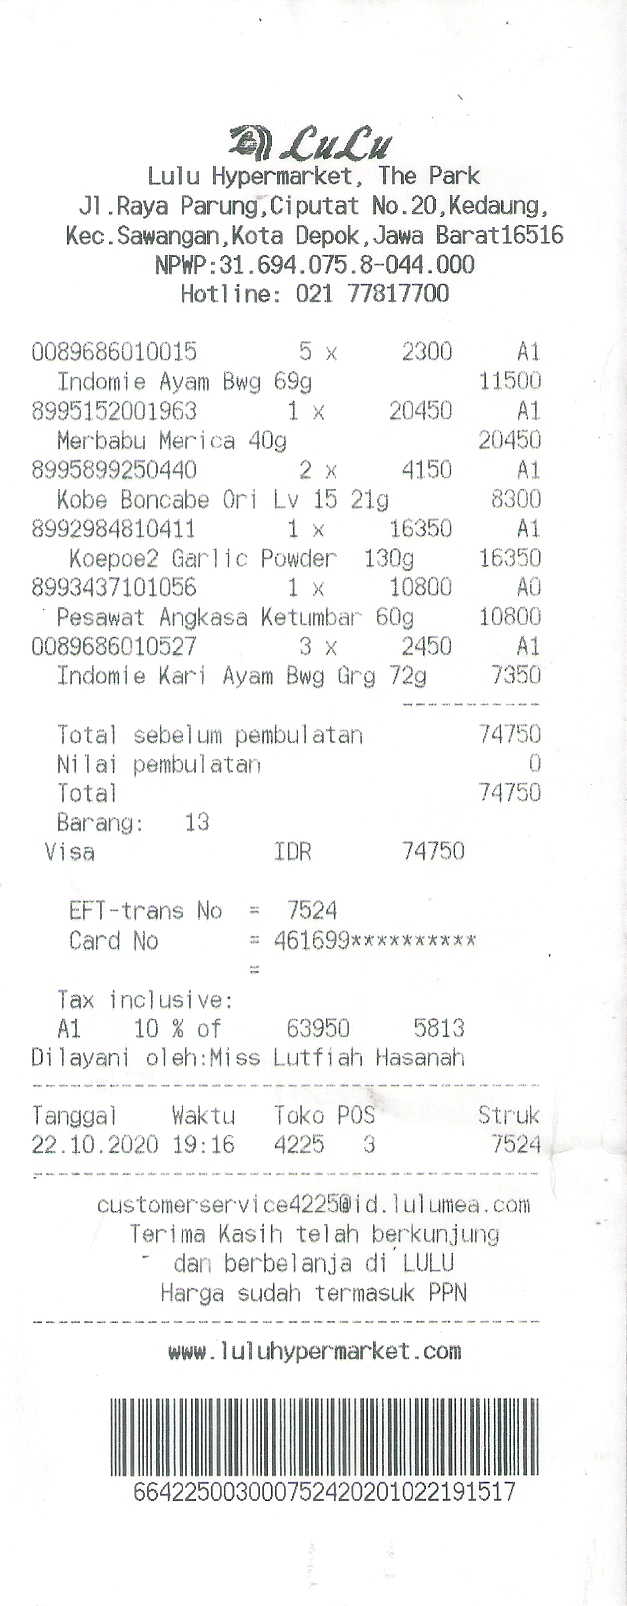 LuLu
Lulu Hypermarket, The Park
Jl.Raya Parung,Ciputat No.20,Kedaung,
Kec.Sawangan,Kota Depok,Jawa Barat16516
NPWP:31.694.075.8-044.000
Hotline: 021 77817700
0089686010015 5 x 2300 A1
Indomie Ayam Bwg 69g 11500
8995152001963 1 x 20450 A1
Merbabu Merica 40g 20450
8995899250440 2 x 4150 A1
Kobe Boncabe Ori Lv 15 21g 8300
8992984810411 1 x 16350 A1
Koepoe2 Garlic Powder 130g 16350
8993437101056 1 x 10800 A0
Pesawat Angkasa Ketumbar 60g 10800
0089686010527 3 x 2450 A1
Indomie Kari Ayam Bwg Grg 72g 7350
Total sebelum pembulatan 74750
Nilai pembulatan 0
Total 74750
Barang: 13
Visa IDR 74750
EFT-trans No = 7524
Card No = 461699**********
=
Tax inclusive:
A1 10 % of 63950 5813
Dilayani oleh:Miss Lutfiah Hasanah
Tanggal Waktu Toko POS Struk
22.10.2020 19:16 4225 3 7524
customerservice4225@id.lulumea.com
Terima Kasih telah berkunjung
dan berbelanja di LULU
Harga sudah termasuk PPN
www.luluhypermarket.com
664225003000752420201022191517